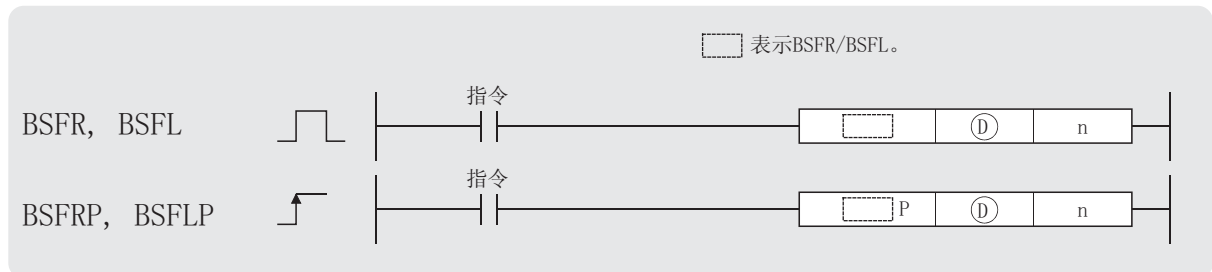 表示BSFR/BSFL。
指令
BSFR, BSFL
Ⓓ n
指令
BSFRP, BSFLP
P Ⓓ n